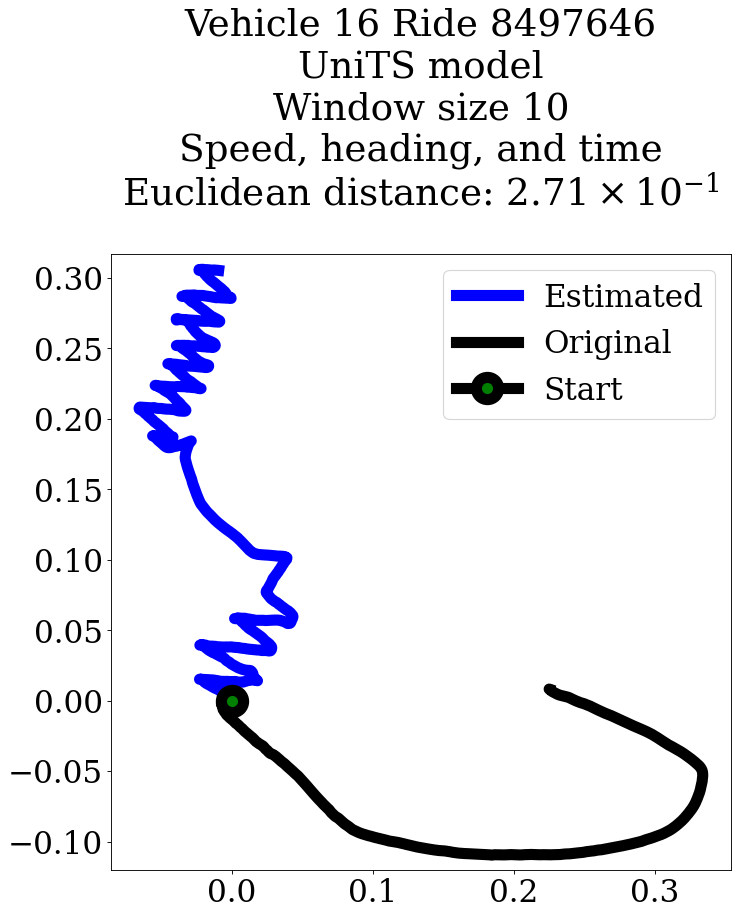 Vehicle 16 Ride 8497646
UniTS model
Window size 10
Speed, heading, and time
Euclidean distance: 2.71 × 10⁻¹
Estimated
Original
Start
0.30
0.25
0.20
0.15
0.10
0.05
0.00
−0.05
−0.10
0.0 0.1 0.2 0.3